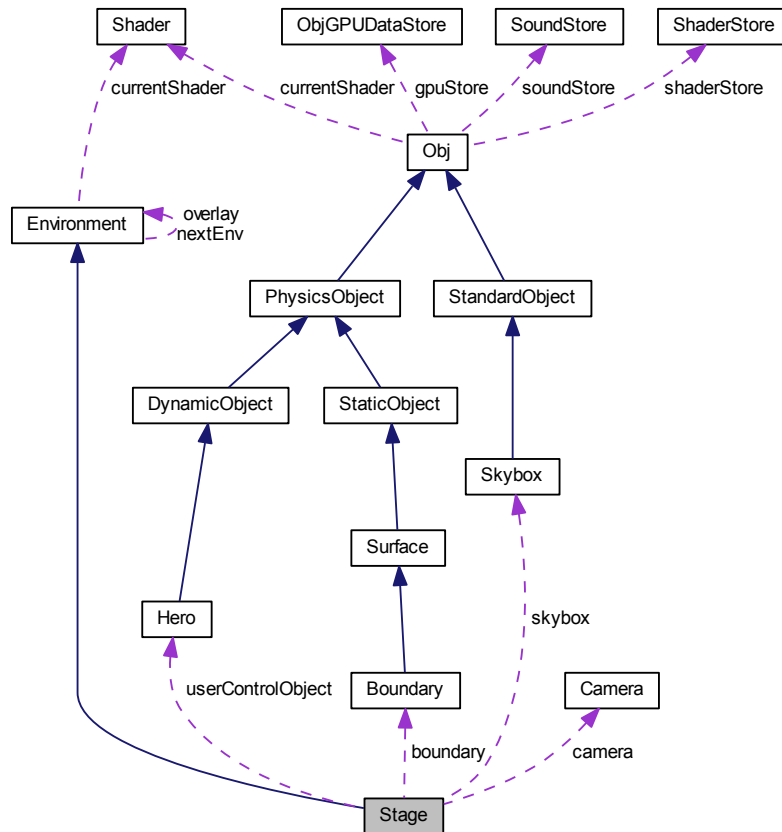 Shader
ObjGPUDataStore
SoundStore
ShaderStore
currentShader
currentShader
gpuStore
soundStore
shaderStore
Obj
Environment
overlay
nextEnv
PhysicsObject
StandardObject
DynamicObject
StaticObject
Skybox
Surface
Hero
skybox
userControlObject
Boundary
Camera
boundary
camera
Stage